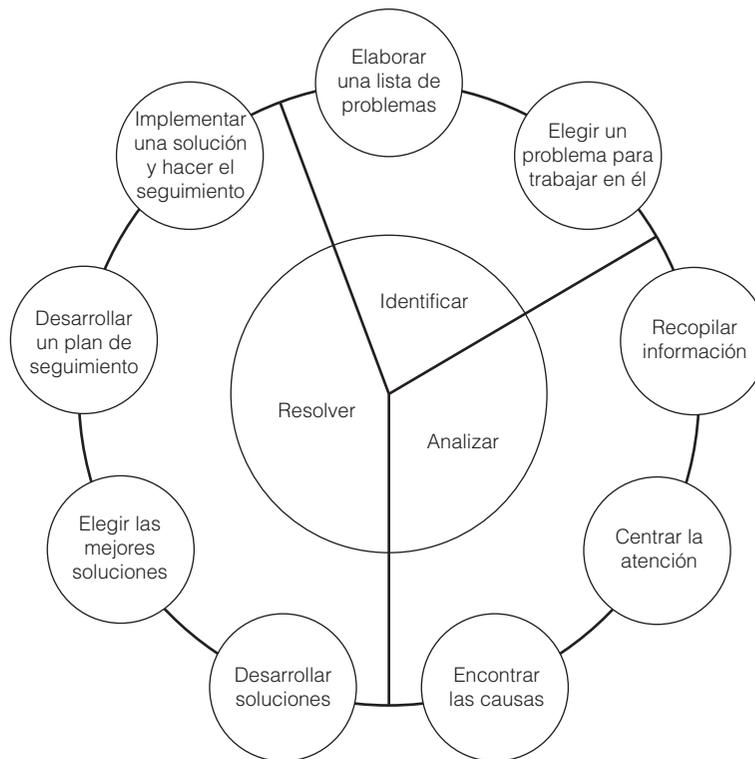 Elaborar
una lista de
problemas
Elegir un
problema para
trabajar en él
Recopilar
información
Centrar la
atención
Encontrar
las causas
Desarrollar
soluciones
Elegir las
mejores
soluciones
Desarrollar
un plan de
seguimiento
Implementar
una solución
y hacer el
seguimiento
Identificar
Analizar
Resolver